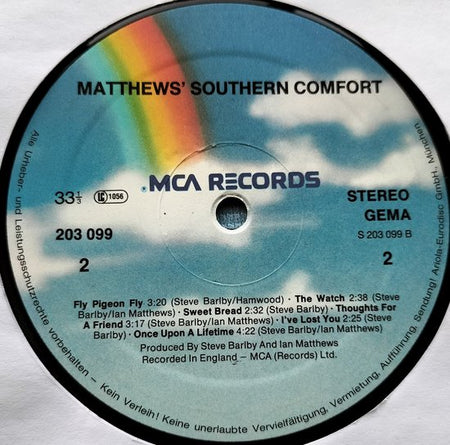 MATTHEWS' SOUTHERN COMFORT
MCA RECORDS
33 1/3 LC 1056
STEREO
GEMA
203 099
S 203 099 B
2
2
Fly Pigeon Fly 3:20 (Steve Barlby/Hamwood) · The Watch 2:38 (Steve
Barlby/Ian Matthews) · Sweet Bread 2:32 (Steve Barlby) · Thoughts For
A Friend 3:17 (Steve Barlby/Ian Matthews) · I've Lost You 2:25 (Steve
Barlby) · Once Upon A Lifetime 4:22 (Steve Barlby/Ian Matthews)
Produced By Steve Barlby And Ian Matthews
Recorded In England – MCA (Records) Ltd.
Alle Urheber- und Leistungsschutzrechte vorbehalten – Kein Verleih! Keine unerlaubte Vervielfältigung, Vermietung, Aufführung, Sendung! Ariola-Eurodisc GmbH, München